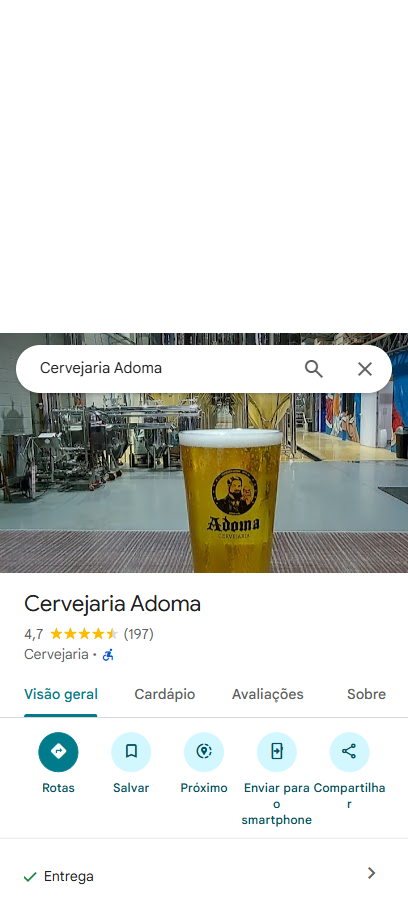 Cervejaria Adoma
Adoma
CERVEJARIA
Cervejaria Adoma
4,7 (197)
Cervejaria ·
Visão geral Cardápio Avaliações Sobre
Rotas Salvar Próximo Enviar para Compartilha
o r
smartphone
Entrega